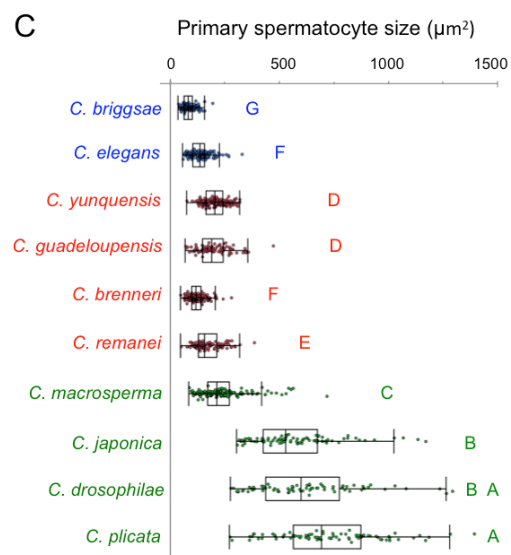 C
Primary spermatocyte size (µm²)
0 500 1000 1500
C. briggsae G
C. elegans F
C. yunquensis D
C. guadeloupensis D
C. brenneri F
C. remanei E
C. macrosperma C
C. japonica B
C. drosophilae B A
C. plicata A